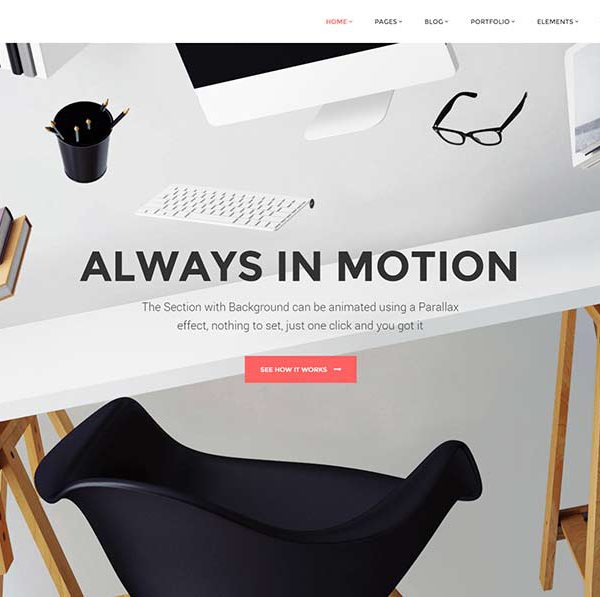 HOME PAGES BLOG PORTFOLIO ELEMENTS
ALWAYS IN MOTION
The Section with Background can be animated using a Parallax
effect, nothing to set, just one click and you got it
SEE HOW IT WORKS